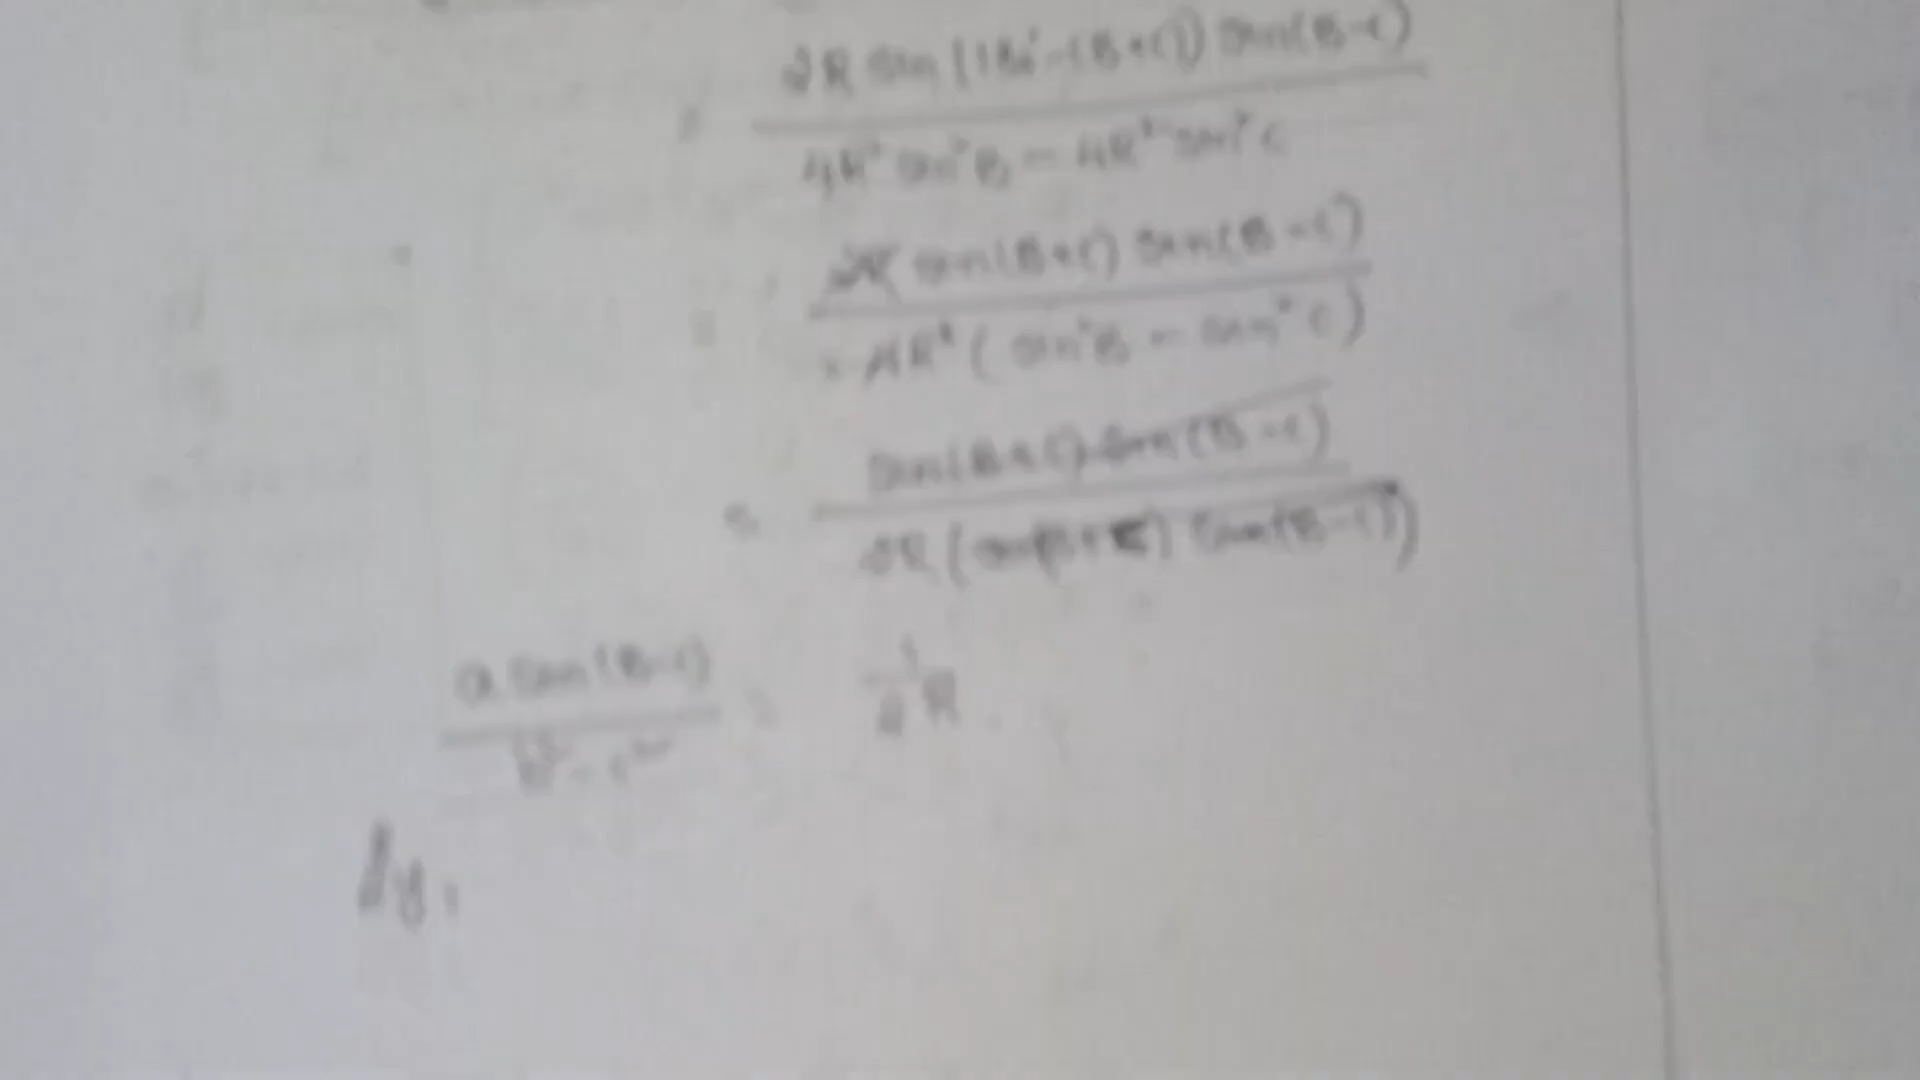 = 2R sin(180°-(B+C)) sin(B-C) / 4R² sin²B - 4R² sin²C
= 2R sin(B+C) sin(B-C) / 4R² (sin²B - sin²C)
= sin(B+C) sin(B-C) / 2R (sin(B+C) sin(B-C))
a sin(B-C) / b² - c² = 1/2R